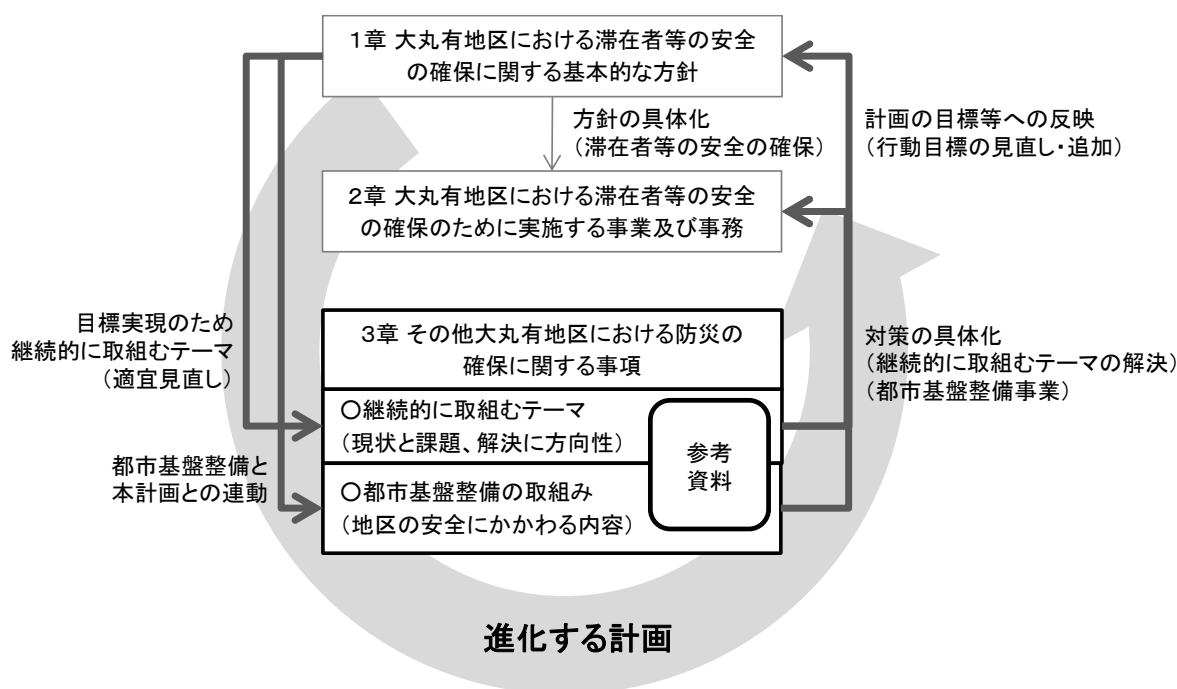 1章 大丸有地区における滞在者等の安全
の確保に関する基本的な方針
方針の具体化
(滞在者等の安全の確保)
計画の目標等への反映
(行動目標の見直し・追加)
2章 大丸有地区における滞在者等の安全
の確保のために実施する事業及び事務
目標実現のため
継続的に取組むテーマ
(適宜見直し)
3章 その他大丸有地区における防災の
確保に関する事項
対策の具体化
(継続的に取組むテーマの解決)
(都市基盤整備事業)
○継続的に取組むテーマ
(現状と課題、解決に方向性)
参考
資料
都市基盤整備と
本計画との連動
○都市基盤整備の取組み
(地区の安全にかかわる内容)
進化する計画